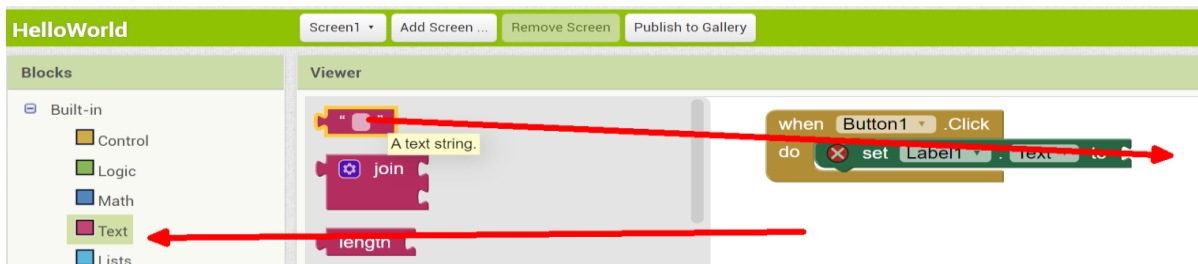 HelloWorld
Screen1 Add Screen ... Remove Screen Publish to Gallery
Blocks
Viewer
Built-in
Control
Logic
Math
Text
Lists
" "
A text string.
join
length
when Button1 .Click
do set Label1 . Text to